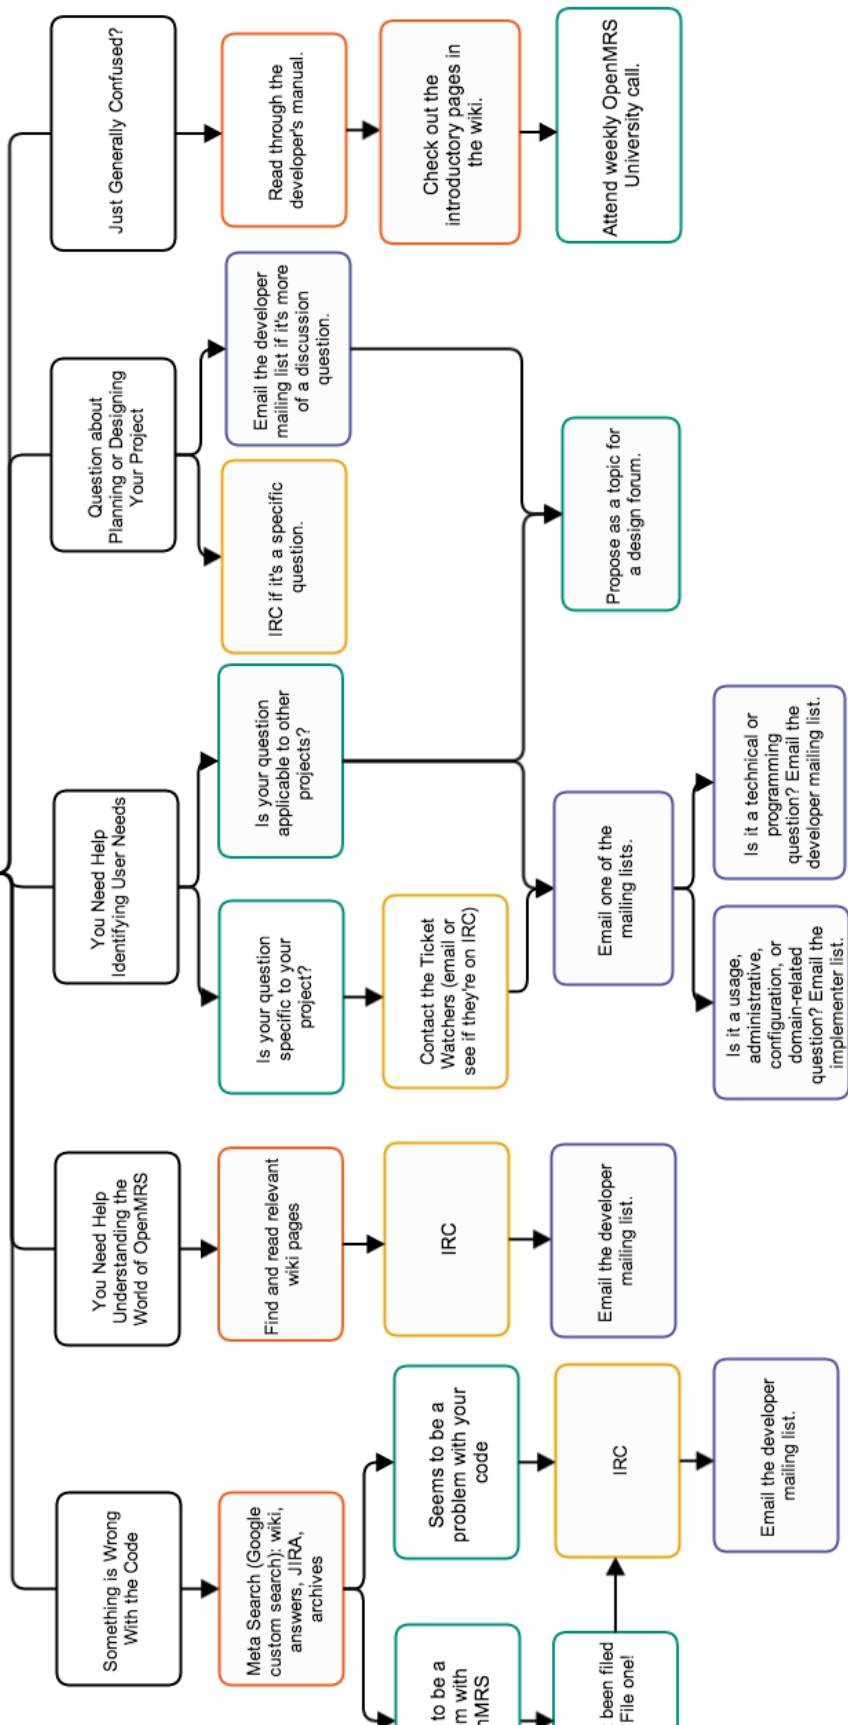 Something is Wrong
With the Code
Meta Search (Google
custom search): wiki,
answers, JIRA,
archives
to be a
with
Seems to be a
problem with your
code
been filed
File one!
IRC
Email the developer
mailing list.
You Need Help
Understanding the
World of OpenMRS
Find and read relevant
wiki pages
IRC
Email the developer
mailing list.
You Need Help
Identifying User Needs
Is your question
specific to your
project?
Is your question
applicable to other
projects?
Contact the Ticket
Watchers (email or
see if they're on IRC)
Email one of the
mailing lists.
Is it a usage,
administrative,
configuration, or
domain-related
question? Email the
implementer list.
Is it a technical or
programming
question? Email the
developer mailing list.
Question about
Planning or Designing
Your Project
IRC if it's a specific
question.
Email the developer
mailing list if it's more
of a discussion
question.
Propose as a topic for
a design forum.
Just Generally Confused?
Read through the
developer's manual.
Check out the
introductory pages in
the wiki.
Attend weekly OpenMRS
University call.